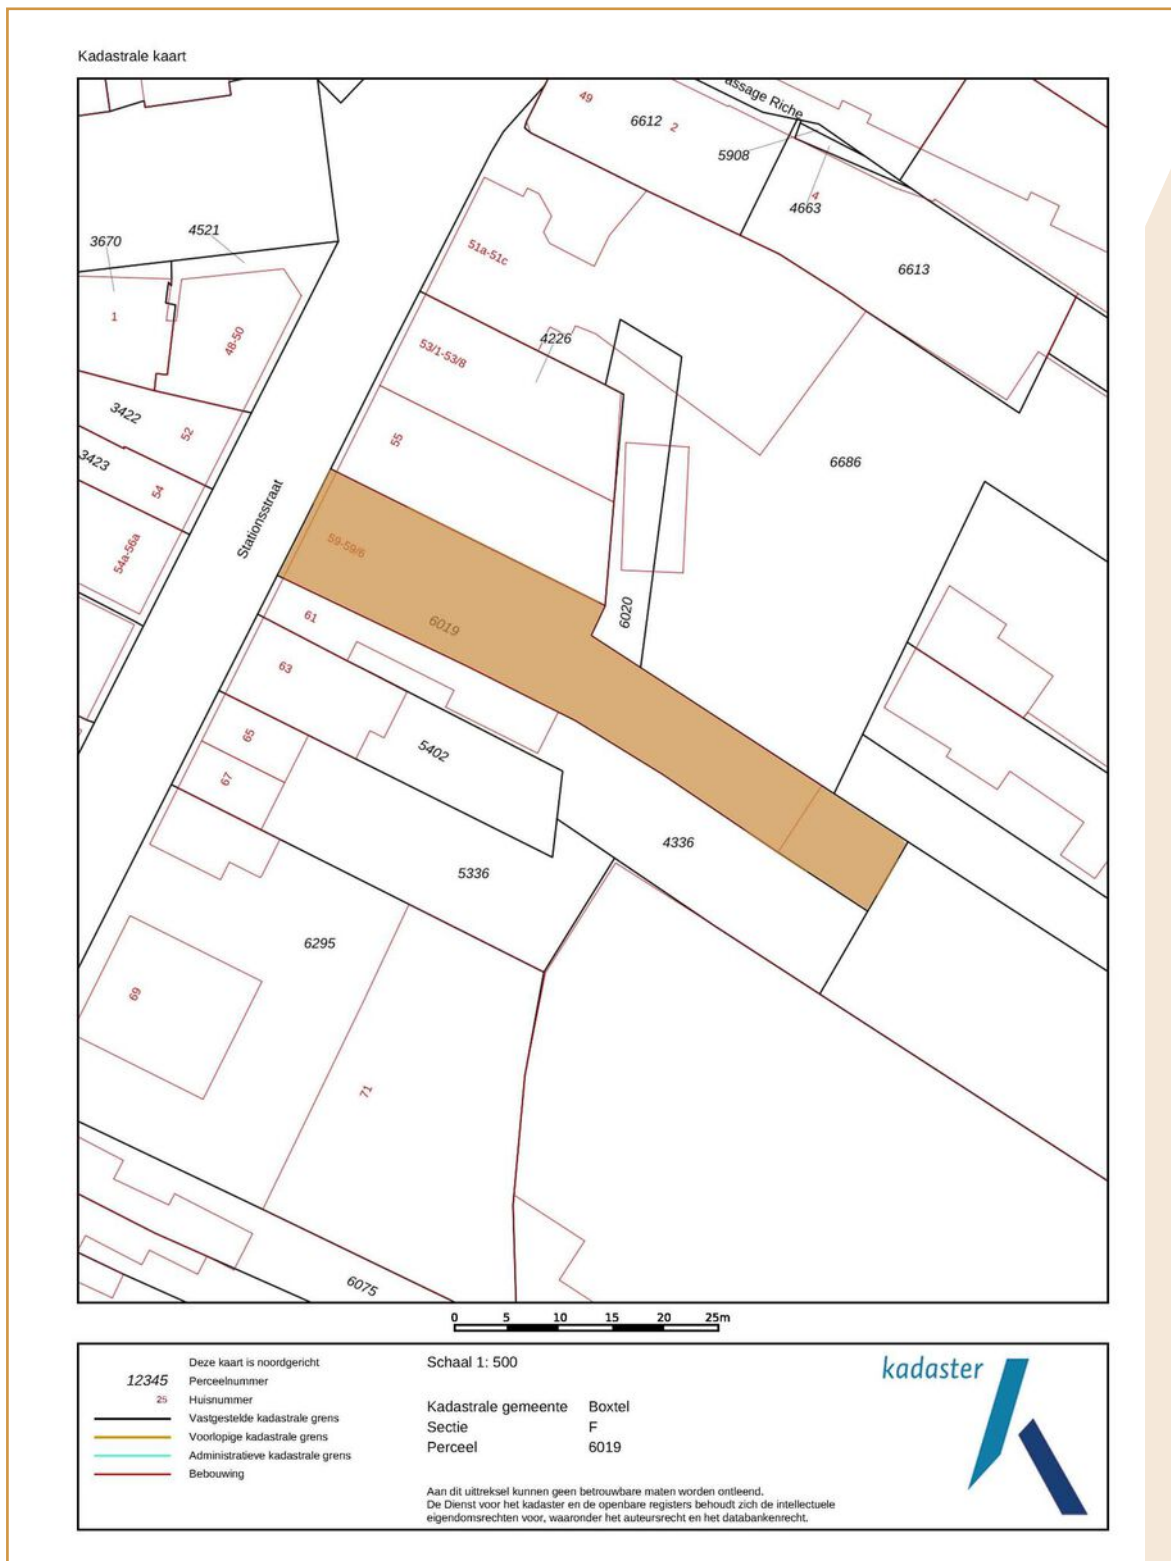 Kadastrale kaart
assage Riche
49
6612
2
5908
4
4663
4521
3670
6613
51a-51c
1
48-50
4226
53/1-53/8
3422
52
55
3423
54
6686
54a-56a
Stationsstraat
59-59/6
6020
61
6019
63
65
5402
67
4336
5336
6295
69
71
6075
0 5 10 15 20 25m
Deze kaart is noordgericht
12345 Perceelnummer
25 Huisnummer
Vastgestelde kadastrale grens
Voorlopige kadastrale grens
Administratieve kadastrale grens
Bebouwing
Schaal 1: 500
Kadastrale gemeente Boxtel
Sectie F
Perceel 6019
Aan dit uittreksel kunnen geen betrouwbare maten worden ontleend.
De Dienst voor het kadaster en de openbare registers behoudt zich de intellectuele
eigendomsrechten voor, waaronder het auteursrecht en het databankenrecht.
kadaster